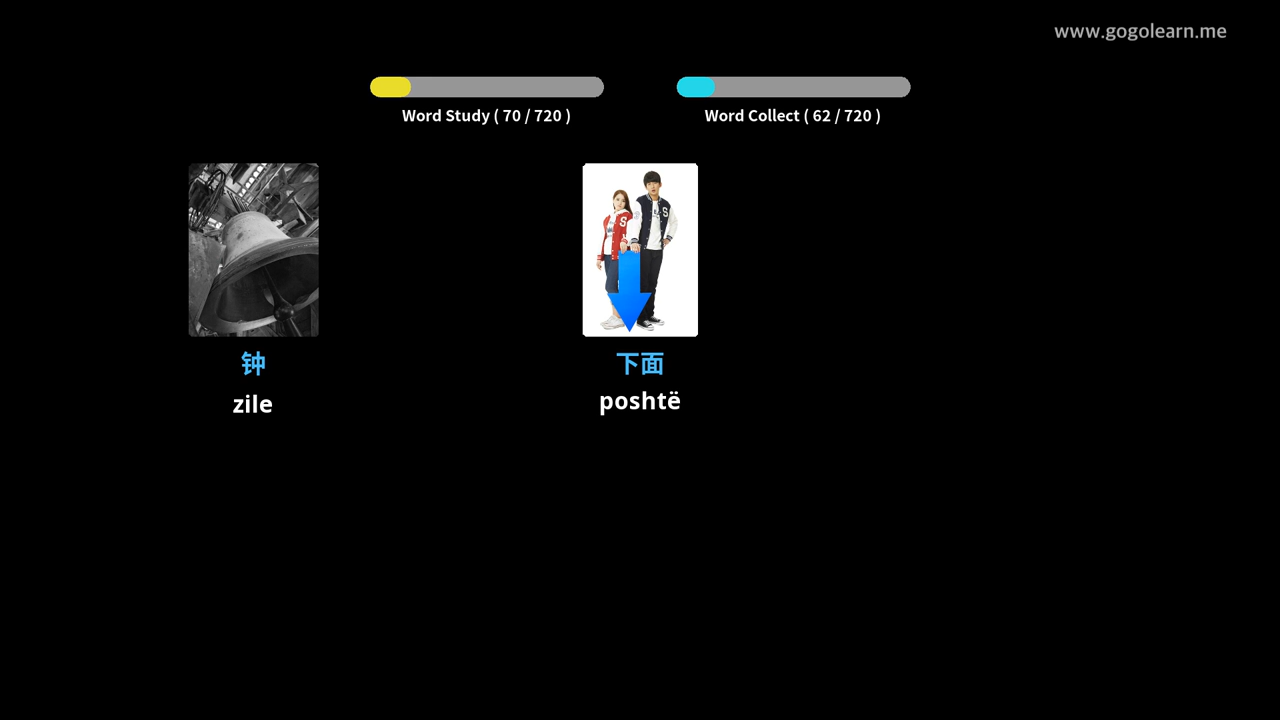 www.gogolearn.me
Word Study ( 70 / 720 )
Word Collect ( 62 / 720 )
S
S
钟
下面
zile
poshtë